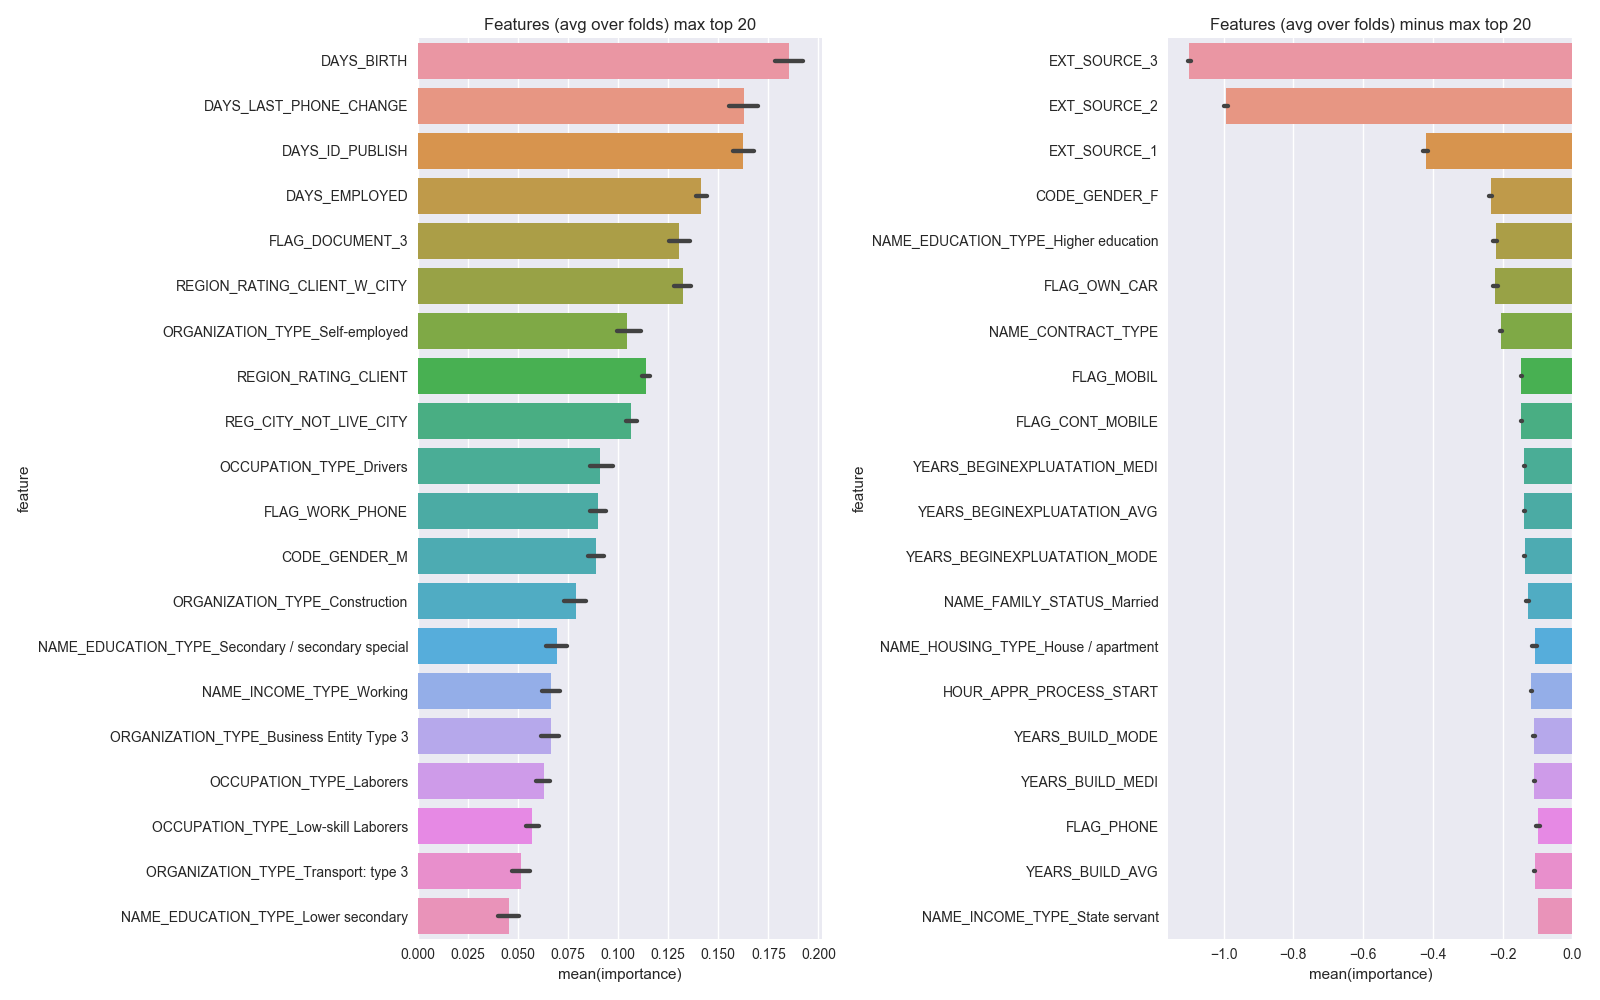 Features (avg over folds) max top 20
feature
DAYS_BIRTH
DAYS_LAST_PHONE_CHANGE
DAYS_ID_PUBLISH
DAYS_EMPLOYED
FLAG_DOCUMENT_3
REGION_RATING_CLIENT_W_CITY
ORGANIZATION_TYPE_Self-employed
REGION_RATING_CLIENT
REG_CITY_NOT_LIVE_CITY
OCCUPATION_TYPE_Drivers
FLAG_WORK_PHONE
CODE_GENDER_M
ORGANIZATION_TYPE_Construction
NAME_EDUCATION_TYPE_Secondary / secondary special
NAME_INCOME_TYPE_Working
ORGANIZATION_TYPE_Business Entity Type 3
OCCUPATION_TYPE_Laborers
OCCUPATION_TYPE_Low-skill Laborers
ORGANIZATION_TYPE_Transport: type 3
NAME_EDUCATION_TYPE_Lower secondary
0.000 0.025 0.050 0.075 0.100 0.125 0.150 0.175 0.200
mean(importance)
Features (avg over folds) minus max top 20
feature
EXT_SOURCE_3
EXT_SOURCE_2
EXT_SOURCE_1
CODE_GENDER_F
NAME_EDUCATION_TYPE_Higher education
FLAG_OWN_CAR
NAME_CONTRACT_TYPE
FLAG_MOBIL
FLAG_CONT_MOBILE
YEARS_BEGINEXPLUATATION_MEDI
YEARS_BEGINEXPLUATATION_AVG
YEARS_BEGINEXPLUATATION_MODE
NAME_FAMILY_STATUS_Married
NAME_HOUSING_TYPE_House / apartment
HOUR_APPR_PROCESS_START
YEARS_BUILD_MODE
YEARS_BUILD_MEDI
FLAG_PHONE
YEARS_BUILD_AVG
NAME_INCOME_TYPE_State servant
−1.0 −0.8 −0.6 −0.4 −0.2 0.0
mean(importance)